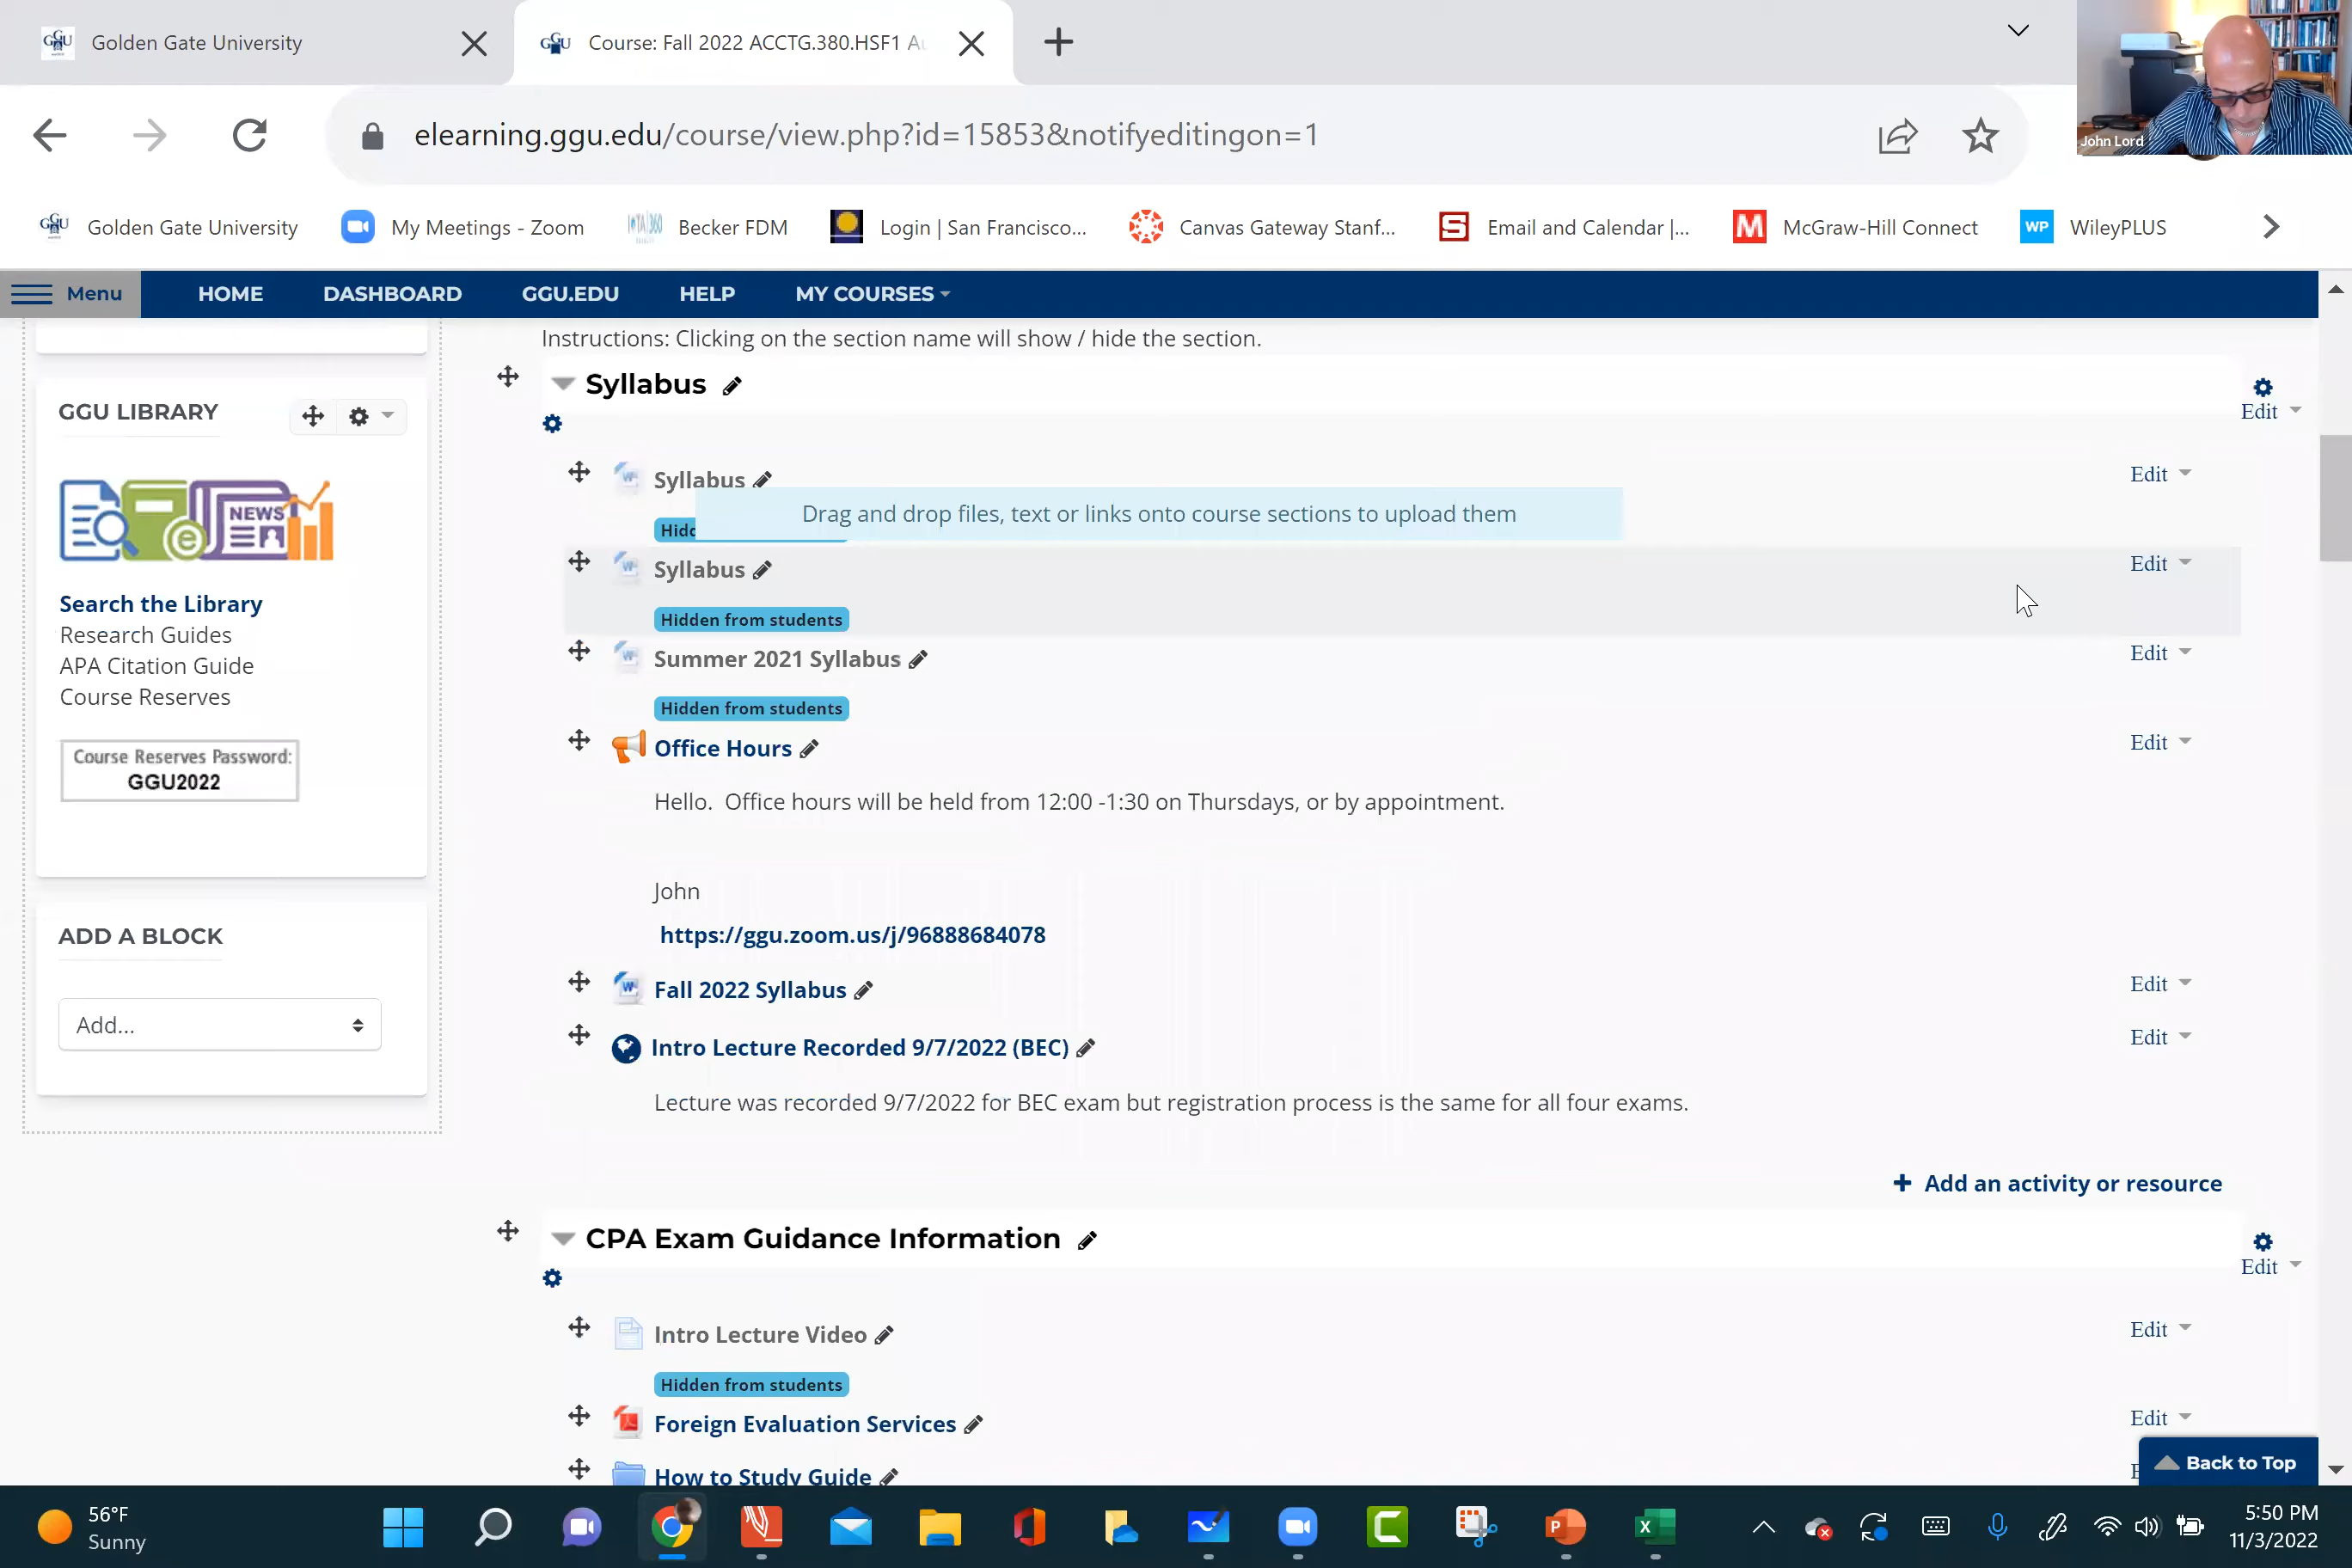 Golden Gate University
Course: Fall 2022 ACCTG.380.HSF1 Au
elearning.ggu.edu/course/view.php?id=15853&notifyeditingon=1
John Lord
Golden Gate University
My Meetings - Zoom
Becker FDM
Login | San Francisco...
Canvas Gateway Stanf...
Email and Calendar |...
McGraw-Hill Connect
WP WileyPLUS
Menu
HOME
DASHBOARD
GGU.EDU
HELP
MY COURSES
Instructions: Clicking on the section name will show / hide the section.
Syllabus
Edit
GGU LIBRARY
NEWS
Search the Library
Research Guides
APA Citation Guide
Course Reserves
Course Reserves Password:
GGU2022
ADD A BLOCK
Add...
Syllabus
Edit
Drag and drop files, text or links onto course sections to upload them
Syllabus
Edit
Hidden from students
Summer 2021 Syllabus
Edit
Hidden from students
Office Hours
Edit
Hello. Office hours will be held from 12:00 -1:30 on Thursdays, or by appointment.
John
https://ggu.zoom.us/j/96888684078
Fall 2022 Syllabus
Edit
Intro Lecture Recorded 9/7/2022 (BEC)
Edit
Lecture was recorded 9/7/2022 for BEC exam but registration process is the same for all four exams.
+ Add an activity or resource
CPA Exam Guidance Information
Edit
Intro Lecture Video
Edit
Hidden from students
Foreign Evaluation Services
Edit
How to Study Guide
Back to Top
56°F
Sunny
5:50 PM
11/3/2022